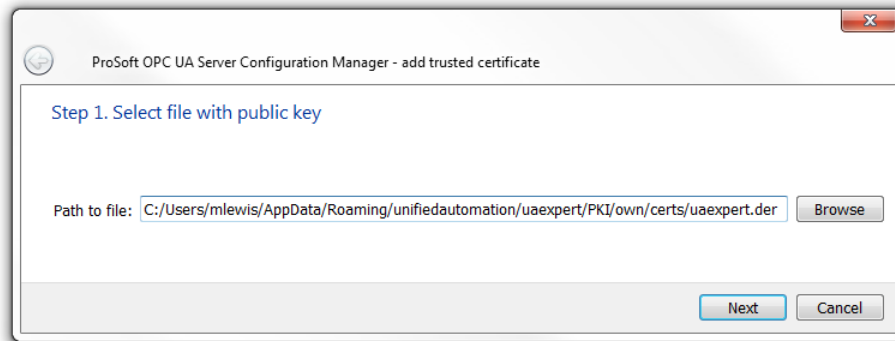 ProSoft OPC UA Server Configuration Manager - add trusted certificate
Step 1. Select file with public key
Path to file: C:/Users/mlewis/AppData/Roaming/unifiedautomation/uaexpert/PKI/own/certs/uaexpert.der Browse
Next Cancel